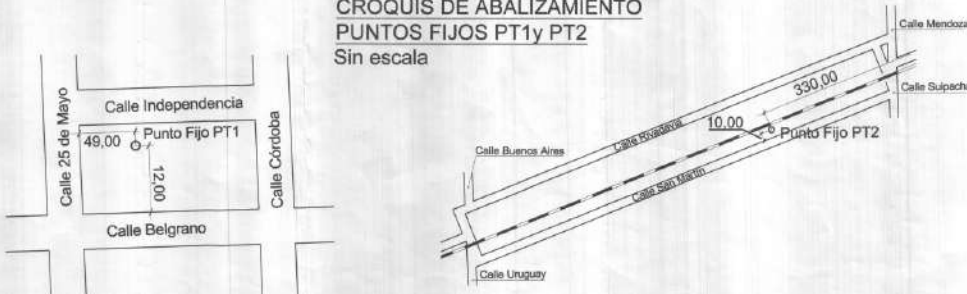 CROQUIS DE ABALIZAMIENTO
PUNTOS FIJOS PT1y PT2
Sin escala
Calle Independencia
Calle 25 de Mayo
49,00
Punto Fijo PT1
12,00
Calle Córdoba
Calle Belgrano
Calle Mendoza
Calle Suipacha
330,00
10,00
Punto Fijo PT2
Calle Rivadavia
Calle Buenos Aires
Calle San Martín
Calle Uruguay